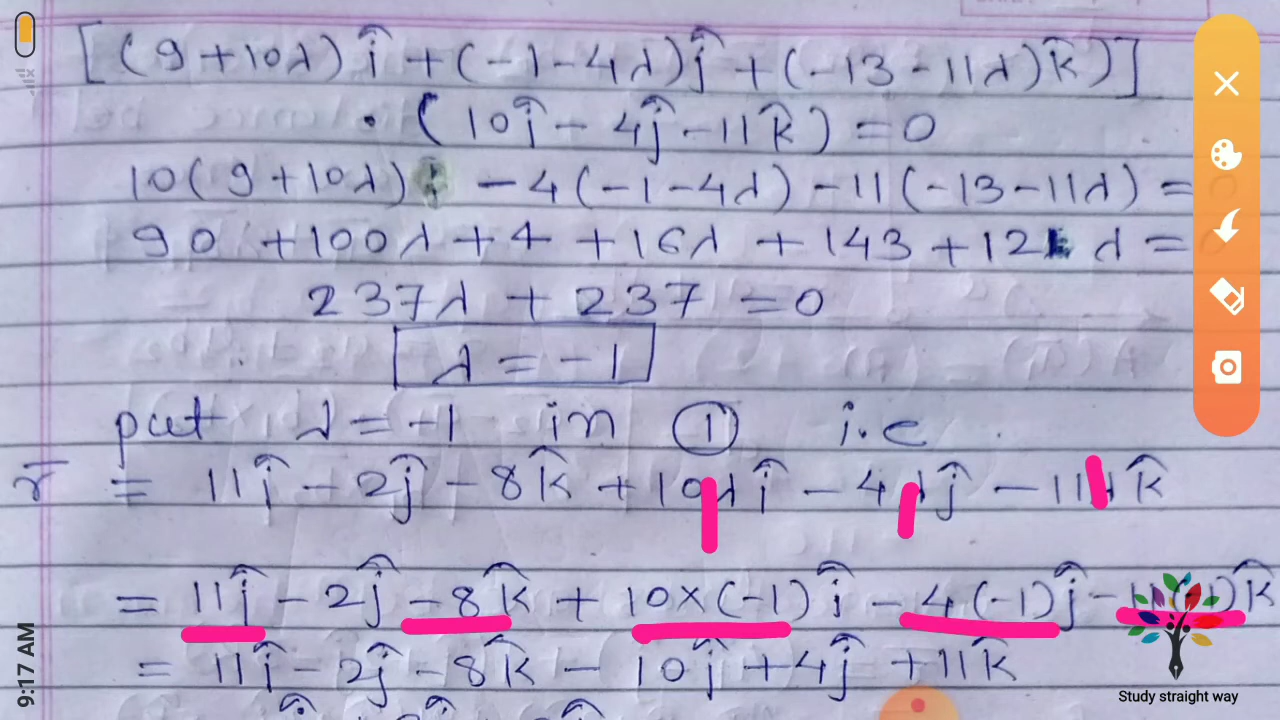 [(9+10λ)î+(-1-4λ)ĵ+(-13-11λ)k̂)]
· (10î-4ĵ-11k̂)=0
10(9+10λ) -4(-1-4λ)-11(-13-11λ)=0
90+100λ+4+16λ+143+121λ=0
237λ+237=0
λ=-1
put λ=-1 in ① i.e
r̄ = 11î-2ĵ-8k̂+10λî-4λĵ-11λk̂
= 11î-2ĵ-8k̂+10×(-1)î-4(-1)ĵ-11(-1)k̂
= 11î-2ĵ-8k̂-10î+4ĵ+11k̂
Study straight way
9:17 AM